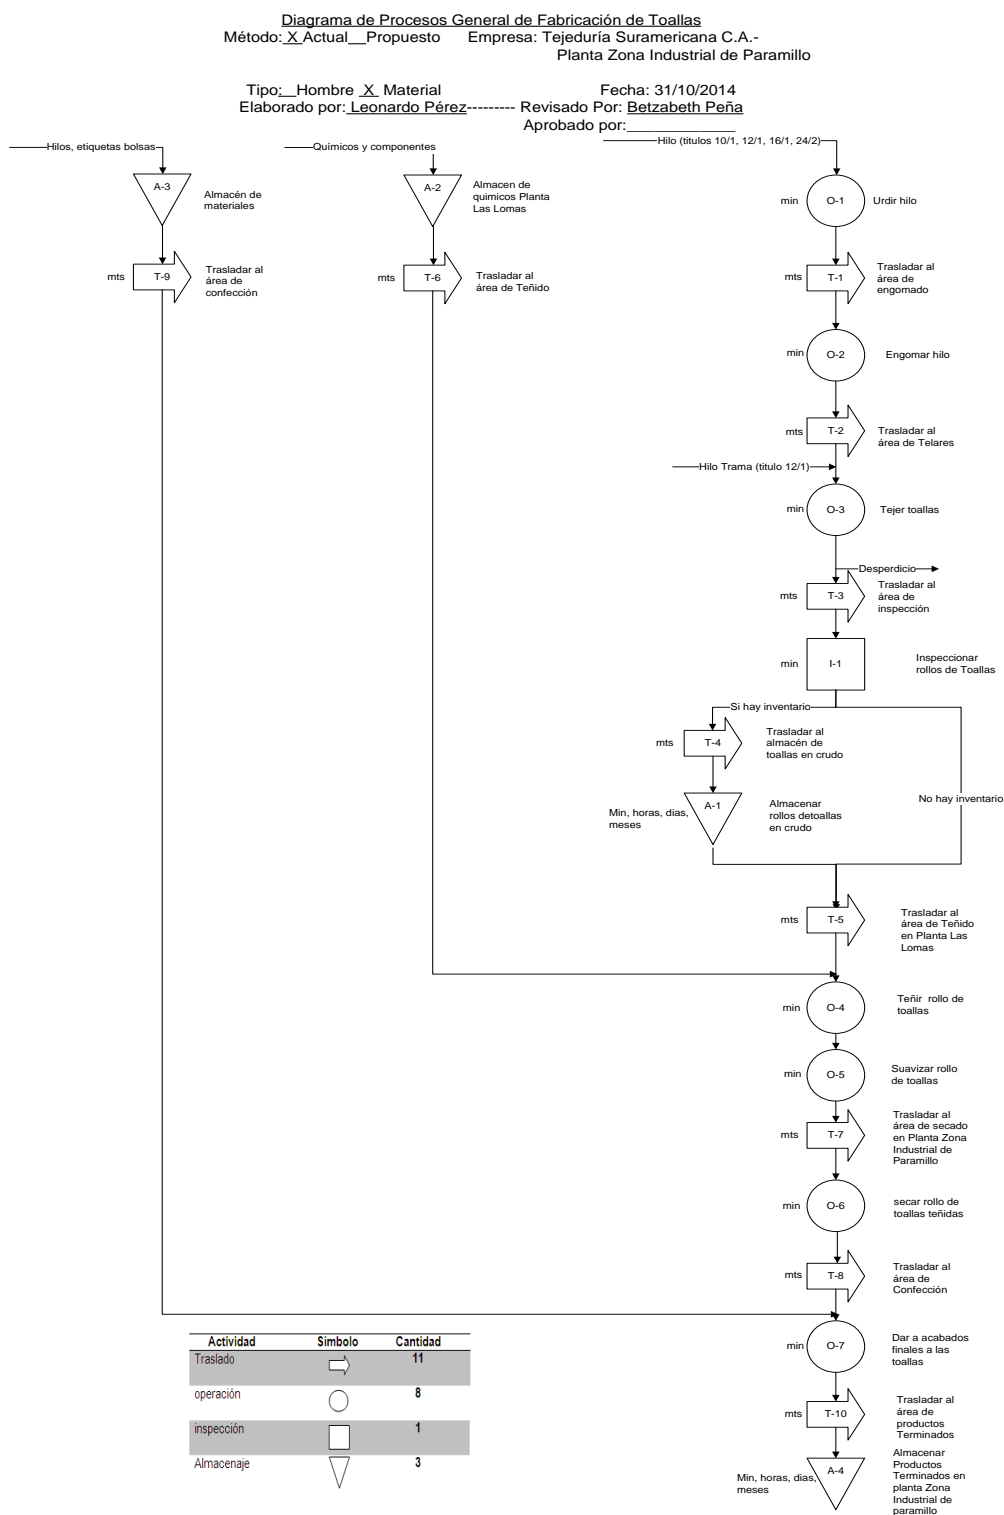 Diagrama de Procesos General de Fabricación de Toallas
Método: X Actual__Propuesto Empresa: Tejeduría Suramericana C.A.-
Planta Zona Industrial de Paramillo
Tipo:__Hombre X Material Fecha: 31/10/2014
Elaborado por: Leonardo Pérez--------- Revisado Por: Betzabeth Peña
Aprobado por:______________
Hilos, etiquetas bolsas
A-3
Almacén de
materiales
mts
T-9
Trasladar al
área de
confección
Químicos y componentes
A-2
Almacen de
quimicos Planta
Las Lomas
mts
T-6
Trasladar al
área de Teñido
Hilo (titulos 10/1, 12/1, 16/1, 24/2)
min
O-1
Urdir hilo
mts
T-1
Trasladar al
área de
engomado
min
O-2
Engomar hilo
mts
T-2
Trasladar al
área de Telares
Hilo Trama (titulo 12/1)
min
O-3
Tejer toallas
Desperdicio
mts
T-3
Trasladar al
área de
inspección
min
I-1
Inspeccionar
rollos de Toallas
Si hay inventario
mts
T-4
Trasladar al
almacén de
toallas en crudo
No hay inventario
Min, horas, dias,
meses
A-1
Almacenar
rollos detoallas
en crudo
mts
T-5
Trasladar al
área de Teñido
en Planta Las
Lomas
min
O-4
Teñir rollo de
toallas
min
O-5
Suavizar rollo
de toallas
mts
T-7
Trasladar al
área de secado
en Planta Zona
Industrial de
Paramillo
min
O-6
secar rollo de
toallas teñidas
mts
T-8
Trasladar al
área de
Confección
min
O-7
Dar a acabados
finales a las
toallas
mts
T-10
Trasladar al
área de
productos
Terminados
Min, horas, dias,
meses
A-4
Almacenar
Productos
Terminados en
planta Zona
Industrial de
paramillo
Actividad Simbolo Cantidad
Traslado 11
operación 8
inspección 1
Almacenaje 3